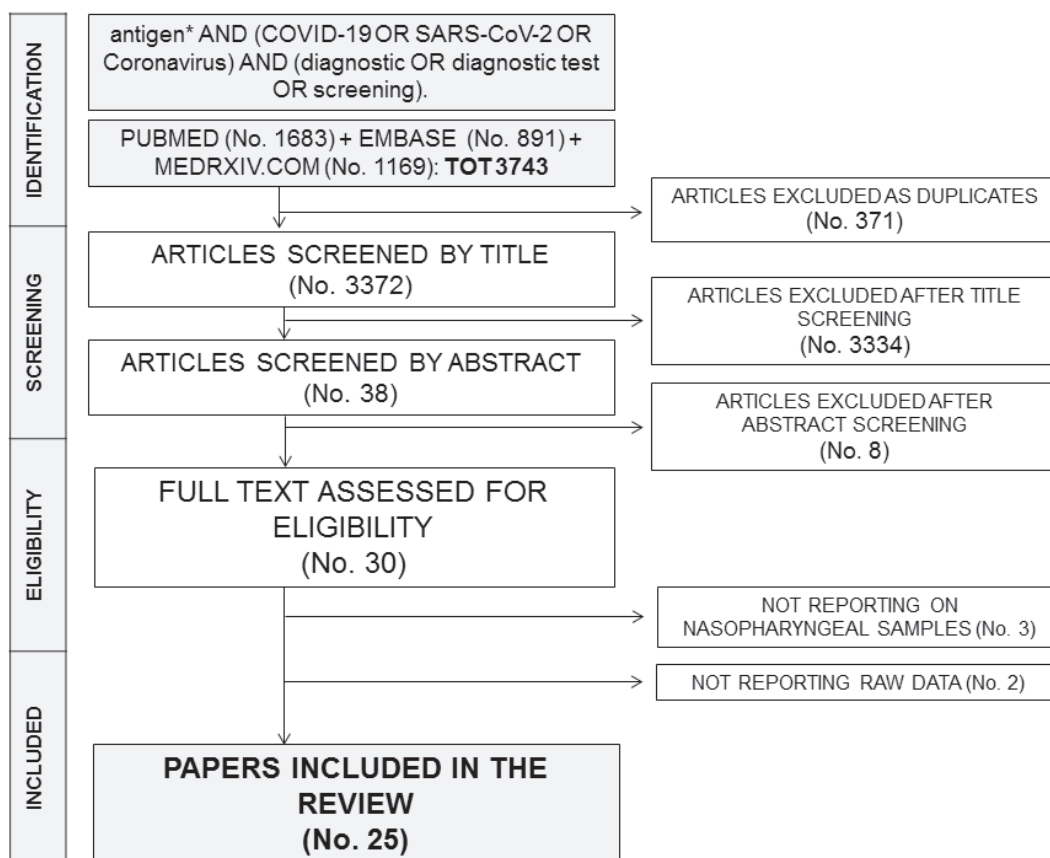 IDENTIFICATION
antigen* AND (COVID-19 OR SARS-CoV-2 OR
Coronavirus) AND (diagnostic OR diagnostic test
OR screening).
PUBMED (No. 1683) + EMBASE (No. 891) +
MEDRXIV.COM (No. 1169): TOT 3743
ARTICLES EXCLUDED AS DUPLICATES
(No. 371)
SCREENING
ARTICLES SCREENED BY TITLE
(No. 3372)
ARTICLES EXCLUDED AFTER TITLE
SCREENING
(No. 3334)
ARTICLES SCREENED BY ABSTRACT
(No. 38)
ARTICLES EXCLUDED AFTER
ABSTRACT SCREENING
(No. 8)
ELIGIBILITY
FULL TEXT ASSESSED FOR
ELIGIBILITY
(No. 30)
NOT REPORTING ON
NASOPHARYNGEAL SAMPLES (No. 3)
INCLUDED
NOT REPORTING RAW DATA (No. 2)
PAPERS INCLUDED IN THE
REVIEW
(No. 25)